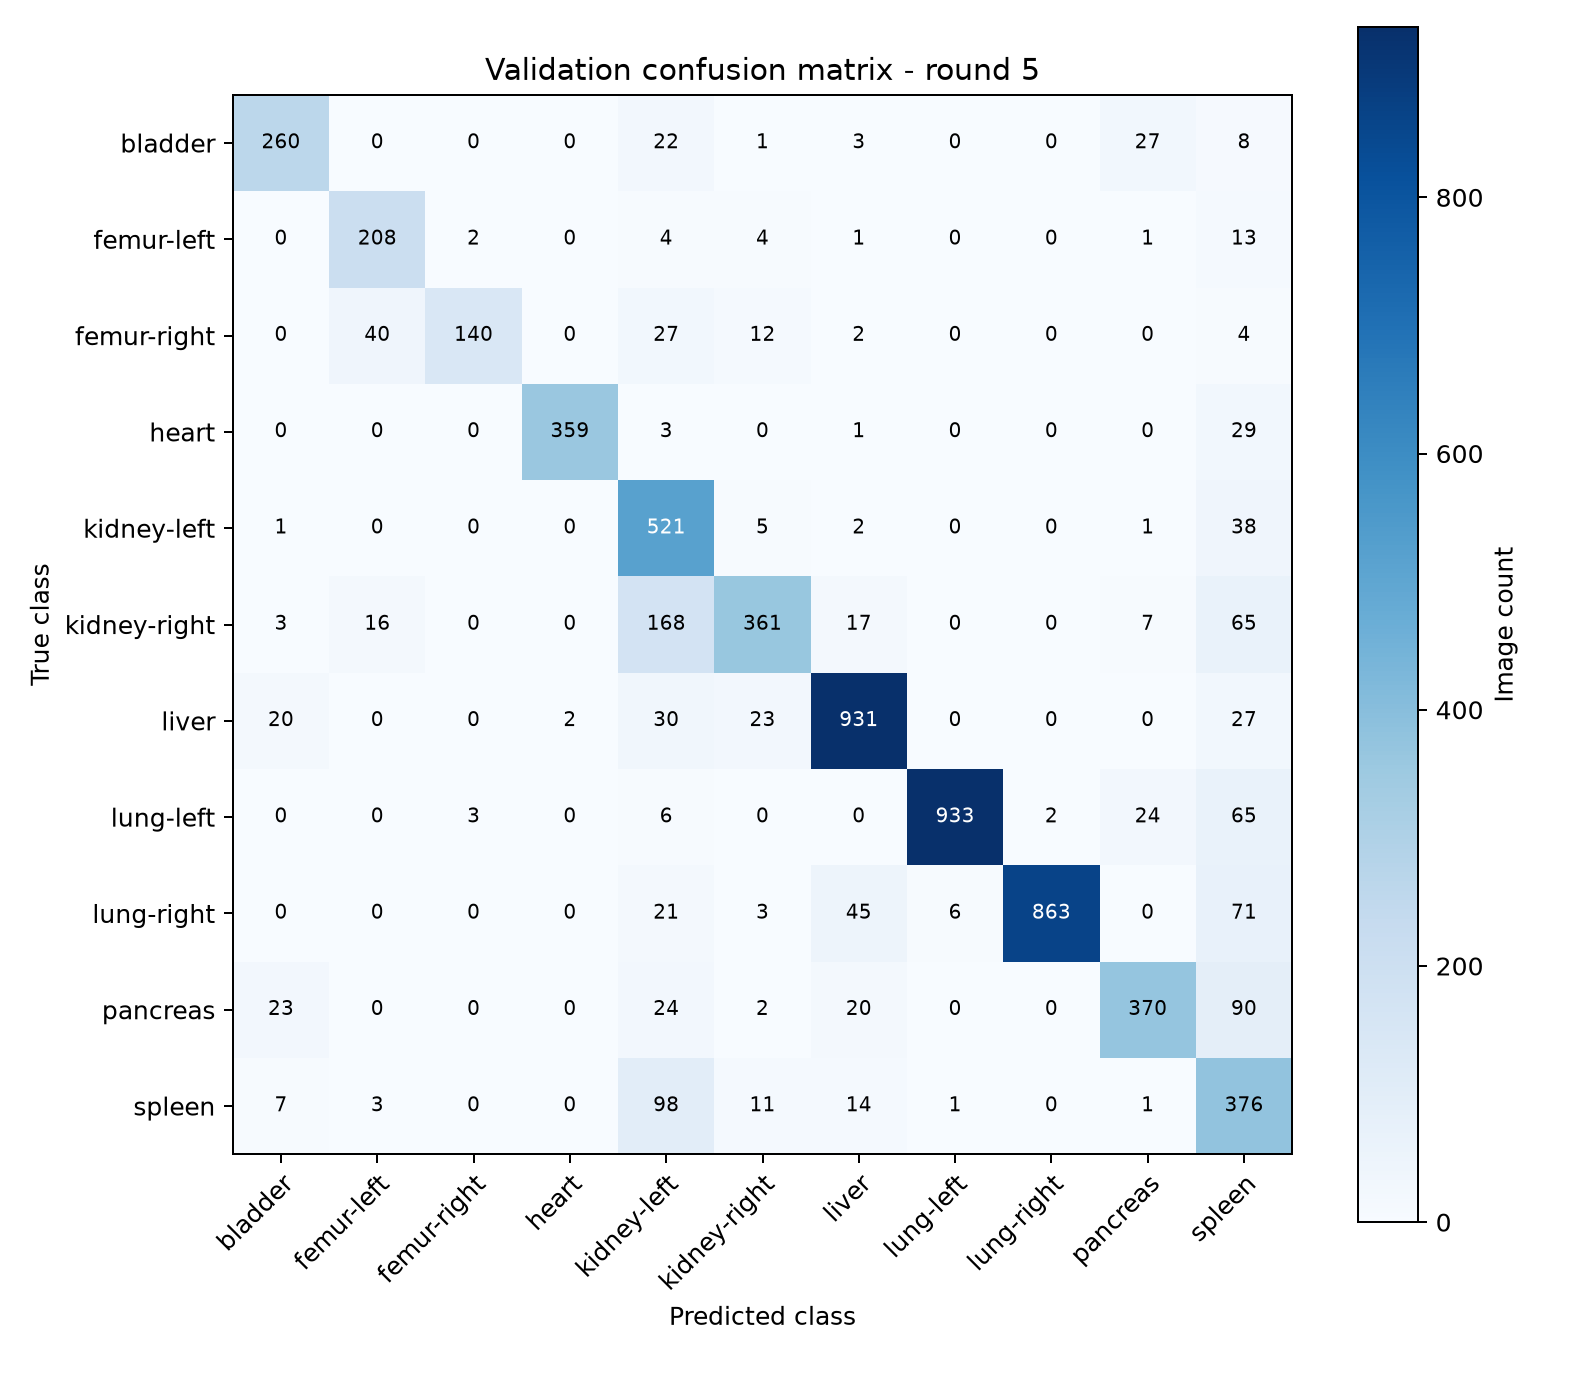 Validation confusion matrix - round 5
bladder 260 0 0 0 22 1 3 0 0 27 8
femur-left 0 208 2 0 4 4 1 0 0 1 13
femur-right 0 40 140 0 27 12 2 0 0 0 4
heart 0 0 0 359 3 0 1 0 0 0 29
kidney-left 1 0 0 0 521 5 2 0 0 1 38
kidney-right 3 16 0 0 168 361 17 0 0 7 65
liver 20 0 0 2 30 23 931 0 0 0 27
lung-left 0 0 3 0 6 0 0 933 2 24 65
lung-right 0 0 0 0 21 3 45 6 863 0 71
pancreas 23 0 0 0 24 2 20 0 0 370 90
spleen 7 3 0 0 98 11 14 1 0 1 376
bladder femur-left femur-right heart kidney-left kidney-right liver lung-left lung-right pancreas spleen
Predicted class
True class
800
600
400
200
0
Image count